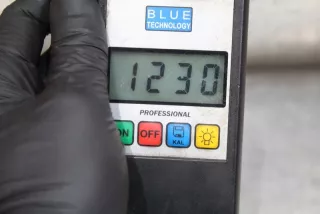 BLUE
TECHNOLOGY
1230
PROFESSIONAL
ON OFF KAL